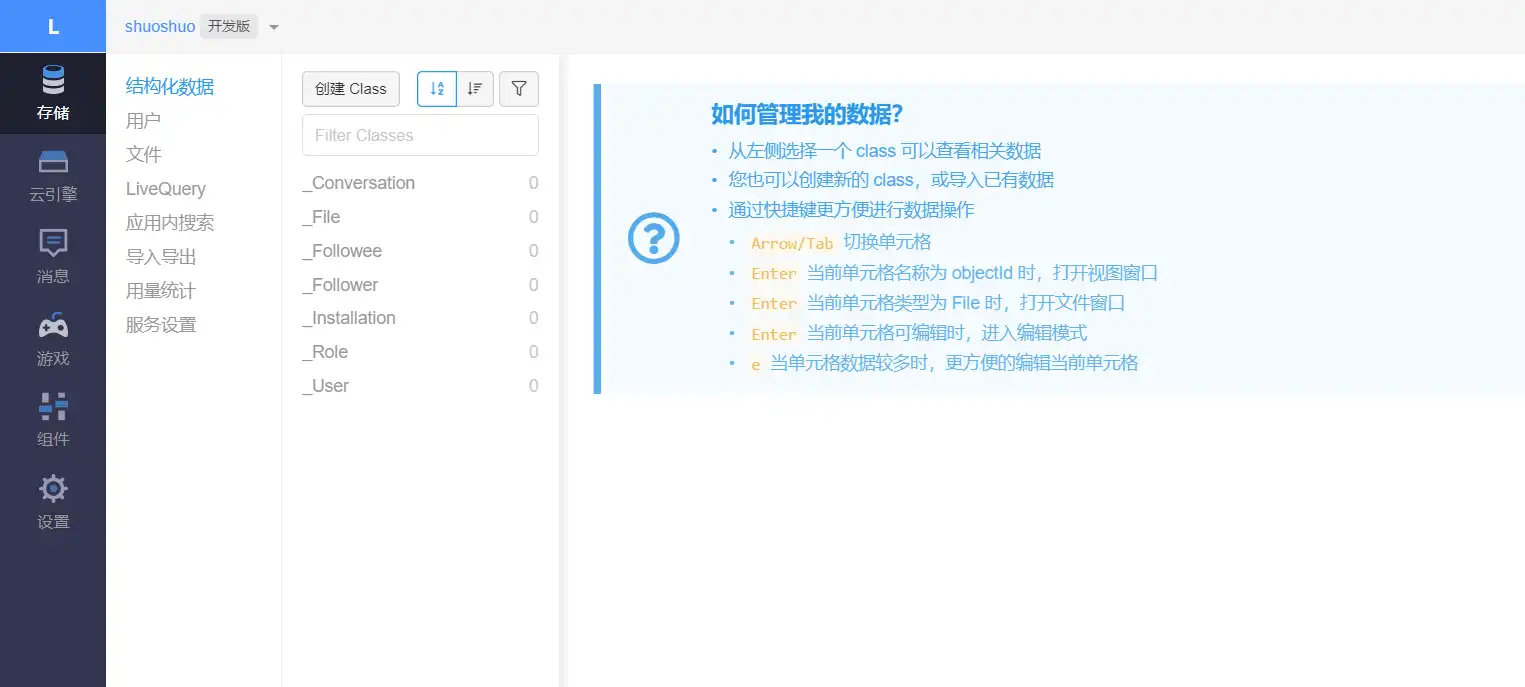 L
shuoshuo 开发版
存储
云引擎
消息
游戏
组件
设置
结构化数据
用户
文件
LiveQuery
应用内搜索
导入导出
用量统计
服务设置
创建 Class
Filter Classes
_Conversation 0
_File 0
_Followee 0
_Follower 0
_Installation 0
_Role 0
_User 0
如何管理我的数据?
• 从左侧选择一个 class 可以查看相关数据
• 您也可以创建新的 class，或导入已有数据
• 通过快捷键更方便进行数据操作
• Arrow/Tab 切换单元格
• Enter 当前单元格名称为 objectId 时，打开视图窗口
• Enter 当前单元格类型为 File 时，打开文件窗口
• Enter 当前单元格可编辑时，进入编辑模式
• e 当单元格数据较多时，更方便的编辑当前单元格